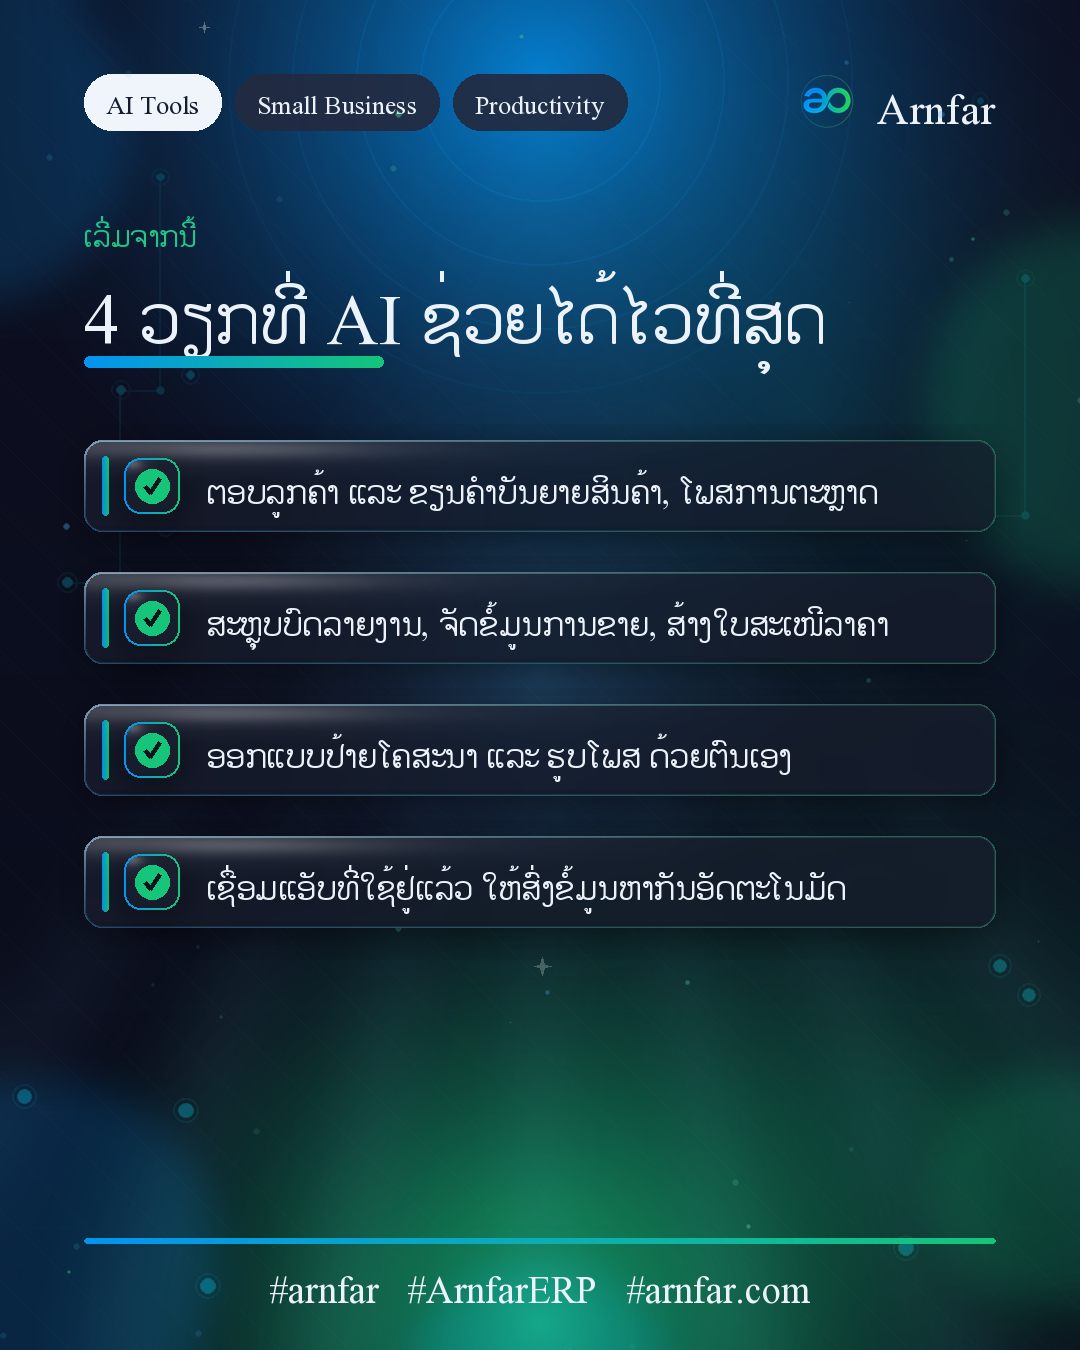 AI Tools Small Business Productivity Arnfar
ເລີ່ມຈາກນີ້
4 ວຽກທີ່ AI ຊ່ວຍໄດ້ໄວທີ່ສຸດ
ຕອບລູກຄ້າ ແລະ ຂຽນຄຳບັນຍາຍສິນຄ້າ, ໂພສການຕະຫຼາດ
ສະຫຼຸບບົດລາຍງານ, ຈັດຂໍ້ມູນການຂາຍ, ສ້າງໃບສະເໜີລາຄາ
ອອກແບບປ້າຍໂຄສະນາ ແລະ ຮູບໂພສ ດ້ວຍຕົນເອງ
ເຊື່ອມແອັບທີ່ໃຊ້ຢູ່ແລ້ວ ໃຫ້ສົ່ງຂໍ້ມູນຫາກັນອັດຕະໂນມັດ
#arnfar #ArnfarERP #arnfar.com